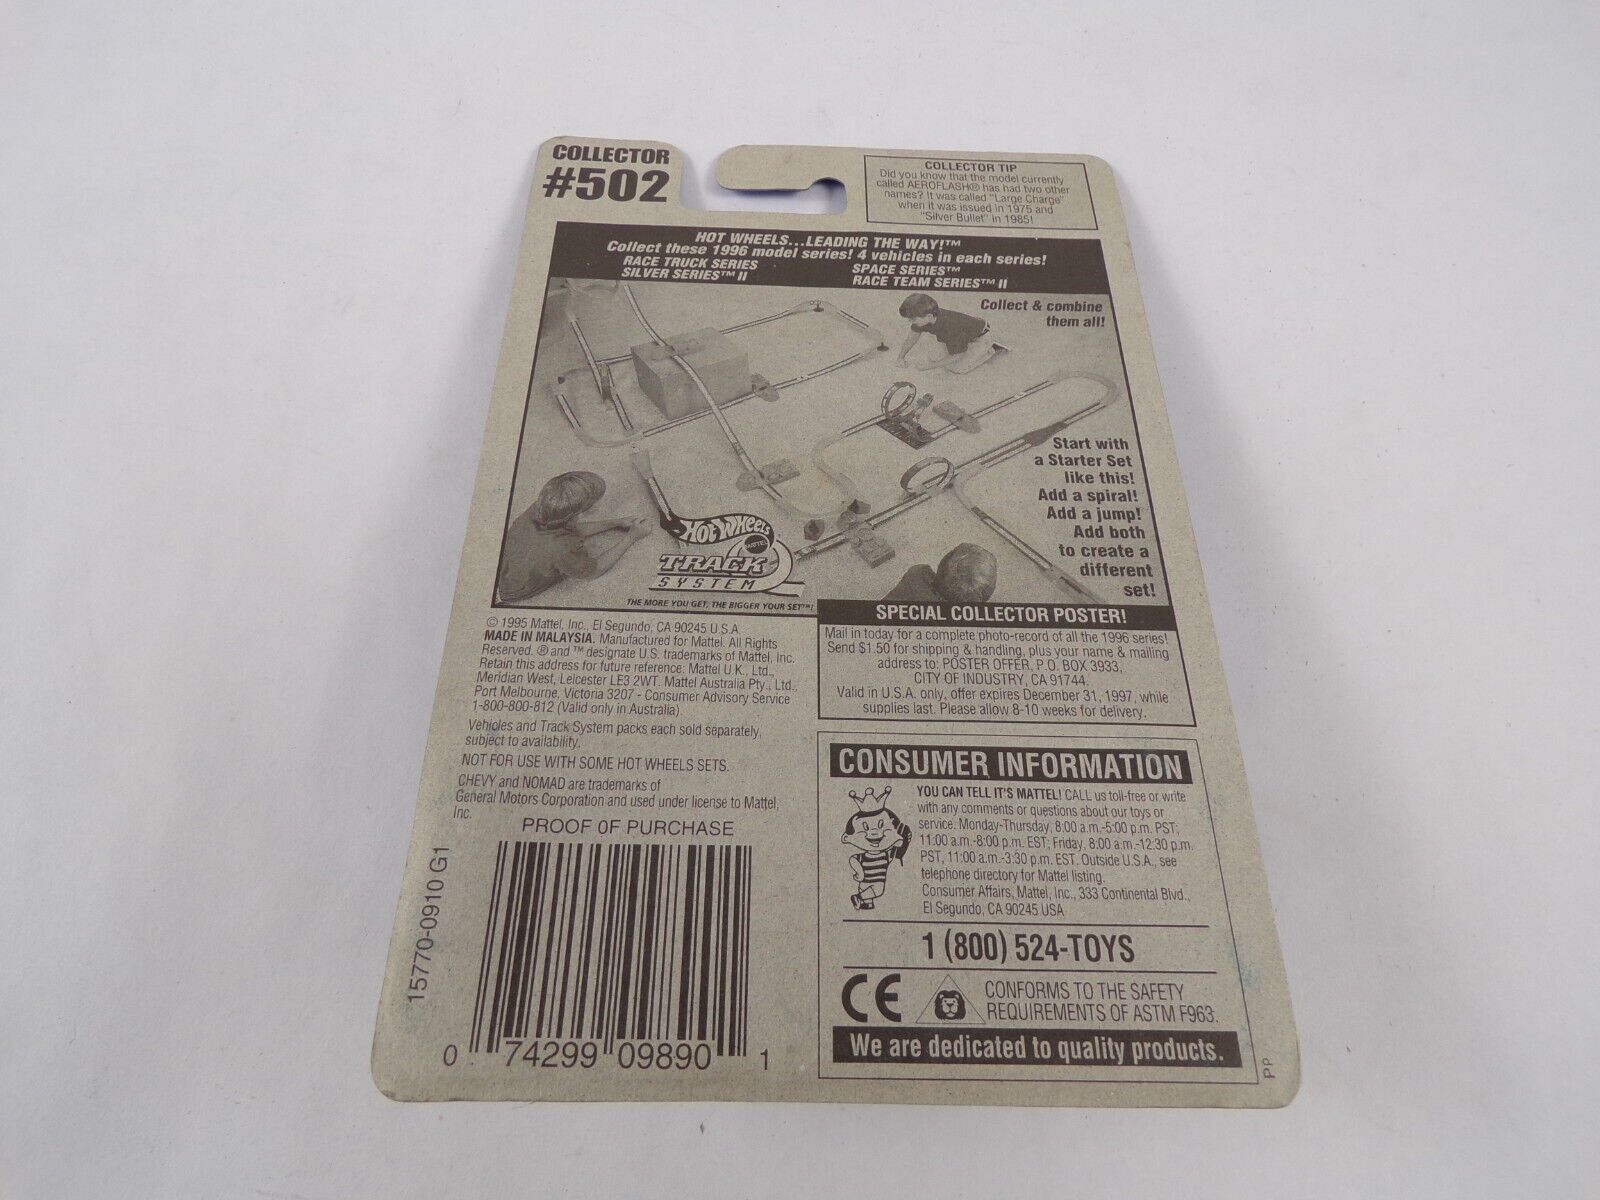 COLLECTOR
#502
COLLECTOR TIP
Did you know that the model currently
called AEROFLASH® has had two other
names? It was called "Large Charge"
when it was issued in 1975 and
"Silver Bullet" in 1985!
HOT WHEELS...LEADING THE WAY!™
Collect these 1996 model series! 4 vehicles in each series!
RACE TRUCK SERIES
SILVER SERIES™ II
SPACE SERIES™
RACE TEAM SERIES™ II
Collect & combine
them all!
Start with
a Starter Set
like this!
Add a spiral!
Add a jump!
Add both
to create a
different
set!
HOT WHEELS
MATTEL
TRACK
SYSTEM
THE MORE YOU GET, THE BIGGER YOUR SET™!
© 1995 Mattel, Inc., El Segundo, CA 90245 U.S.A.
MADE IN MALAYSIA. Manufactured for Mattel. All Rights
Reserved. ® and ™ designate U.S. trademarks of Mattel, Inc.
Retain this address for future reference: Mattel U.K., Ltd.,
Meridian West, Leicester LE3 2WT. Mattel Australia Pty., Ltd.,
Port Melbourne, Victoria 3207 - Consumer Advisory Service
1-800-800-812 (Valid only in Australia).
Vehicles and Track System packs each sold separately,
subject to availability.
NOT FOR USE WITH SOME HOT WHEELS SETS.
CHEVY and NOMAD are trademarks of
General Motors Corporation and used under license to Mattel,
Inc.
PROOF OF PURCHASE
15770-0910 G1
0 74299 09890 1
SPECIAL COLLECTOR POSTER!
Mail in today for a complete photo-record of all the 1996 series!
Send $1.50 for shipping & handling, plus your name & mailing
address to: POSTER OFFER, P.O. BOX 3933,
CITY OF INDUSTRY, CA 91744.
Valid in U.S.A. only, offer expires December 31, 1997, while
supplies last. Please allow 8-10 weeks for delivery.
CONSUMER INFORMATION
YOU CAN TELL IT'S MATTEL! CALL us toll-free or write
with any comments or questions about our toys or
service. Monday-Thursday, 8:00 a.m.-5:00 p.m. PST;
11:00 a.m.-8:00 p.m. EST; Friday, 8:00 a.m.-12:30 p.m.
PST, 11:00 a.m.-3:30 p.m. EST. Outside U.S.A., see
telephone directory for Mattel listing.
Consumer Affairs, Mattel, Inc., 333 Continental Blvd.,
El Segundo, CA 90245 USA
1 (800) 524-TOYS
CE
CONFORMS TO THE SAFETY
REQUIREMENTS OF ASTM F963.
We are dedicated to quality products.
PP